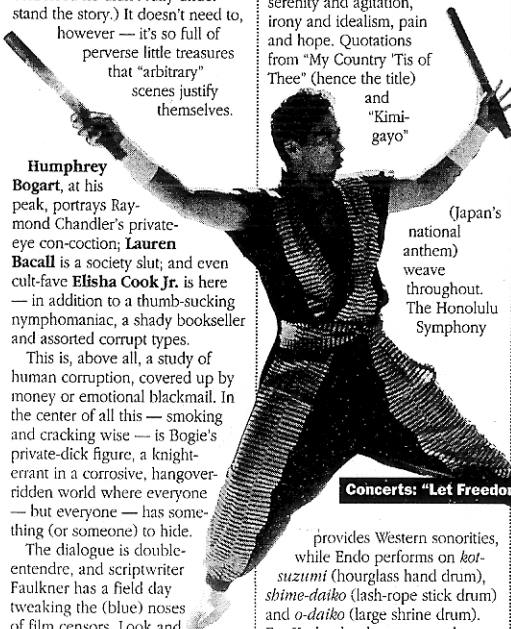 stand the story.) It doesn't need to,
however — it's so full of
perverse little treasures
that "arbitrary"
scenes justify
themselves.
Humphrey
Bogart, at his
peak, portrays Ray-
mond Chandler's private-
eye con-coction; Lauren
Bacall is a society slut; and even
cult-fave Elisha Cook Jr. is here
— in addition to a thumb-sucking
nymphomaniac, a shady bookseller
and assorted corrupt types.
This is, above all, a study of
human corruption, covered up by
money or emotional blackmail. In
the center of all this — smoking
and cracking wise — is Bogie's
private-dick figure, a knight-
errant in a corrosive, hangover-
ridden world where everyone
— but everyone — has some-
thing (or someone) to hide.
The dialogue is double-
entendre, and scriptwriter
Faulkner has a field day
tweaking the (blue) noses
of film censors. Look and
serenity and agitation,
irony and idealism, pain
and hope. Quotations
from "My Country 'Tis of
Thee" (hence the title)
and
"Kimi-
gayo"
(Japan's
national
anthem)
weave
throughout.
The Honolulu
Symphony
Concerts: "Let Freedo
provides Western sonorities,
while Endo performs on kot-
suzumi (hourglass hand drum),
shime-daiko (lash-rope stick drum)
and o-daiko (large shrine drum).